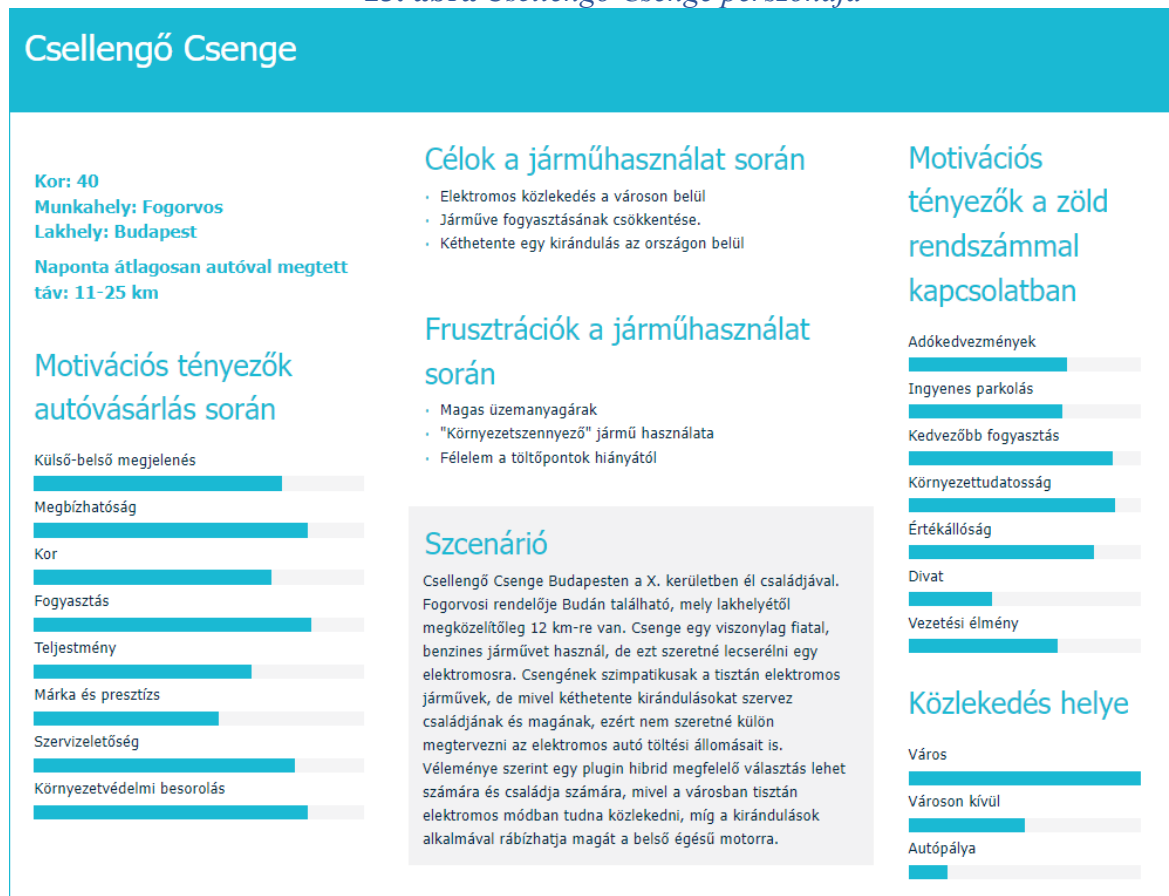 Csellengő Csenge perszónája
Csellengő Csenge
Kor: 40
Munkahely: Fogorvos
Lakhely: Budapest
Naponta átlagosan autóval megtett
táv: 11-25 km
Motivációs tényezők
autóvásárlás során
Külső-belső megjelenés
Megbízhatóság
Kor
Fogyasztás
Teljestmény
Márka és presztízs
Szervizeletőség
Környezetvédelmi besorolás
Célok a járműhasználat során
· Elektromos közlekedés a városon belül
· Járműve fogyasztásának csökkentése.
· Kéthetente egy kirándulás az országon belül
Frusztrációk a járműhasználat
során
· Magas üzemanyagárak
· "Környezetszennyező" jármű használata
· Félelem a töltőpontok hiányától
Szcenárió
Csellengő Csenge Budapesten a X. kerületben él családjával.
Fogorvosi rendelője Budán található, mely lakhelyétől
megközelítőleg 12 km-re van. Csenge egy viszonylag fiatal,
benzines járművet használ, de ezt szeretné lecserélni egy
elektromosra. Csengének szimpatikusak a tisztán elektromos
járművek, de mivel kéthetente kirándulásokat szervez
családjának és magának, ezért nem szeretné külön
megtervezni az elektromos autó töltési állomásait is.
Véleménye szerint egy plugin hibrid megfelelő választás lehet
számára és családja számára, mivel a városban tisztán
elektromos módban tudna közlekedni, míg a kirándulások
alkalmával rábízhatja magát a belső égésű motorra.
Motivációs
tényezők a zöld
rendszámmal
kapcsolatban
Adókedvezmények
Ingyenes parkolás
Kedvezőbb fogyasztás
Környezettudatosság
Értékállóság
Divat
Vezetési élmény
Közlekedés helye
Város
Városon kívül
Autópálya